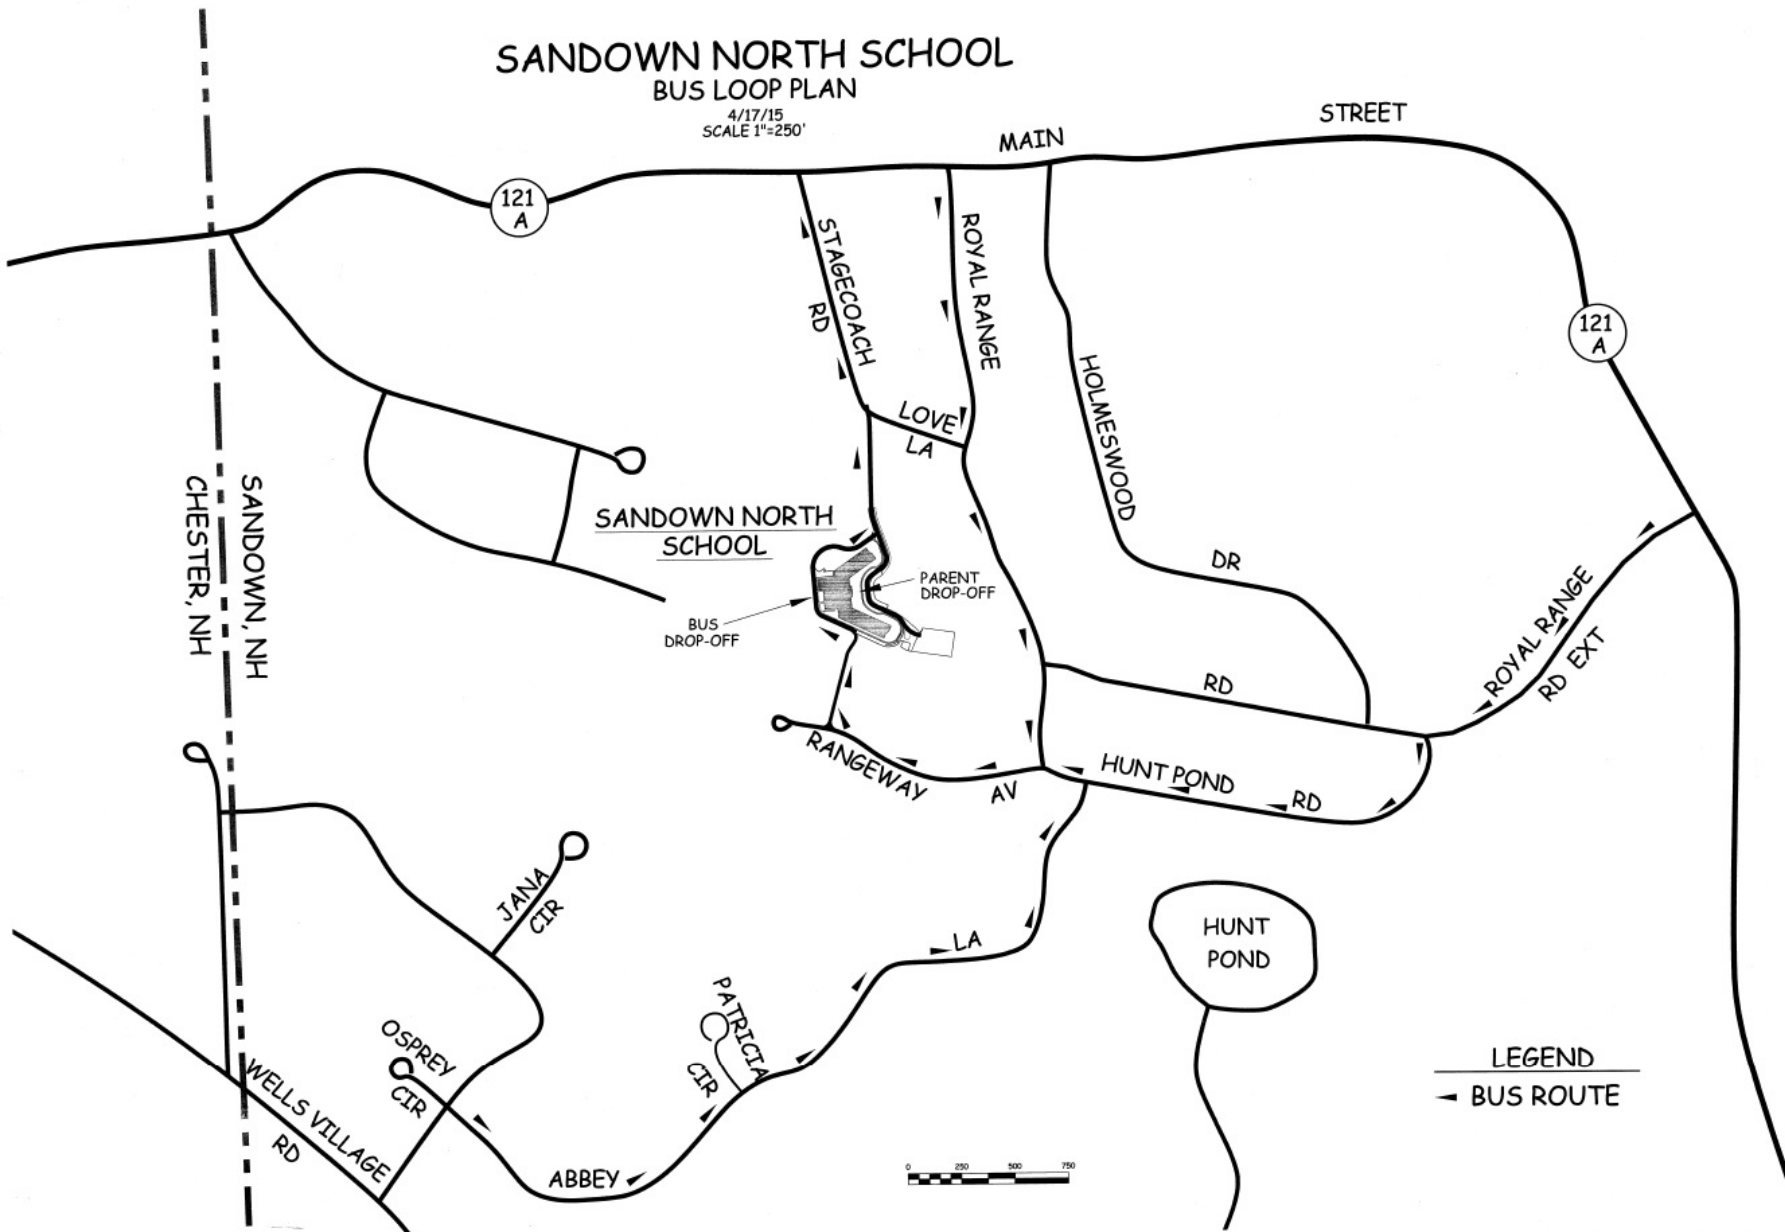 SANDOWN NORTH SCHOOL
BUS LOOP PLAN
4/17/15
SCALE 1"=250'
STREET
MAIN
121
A
STAGECOACH
RD
ROYAL RANGE
121
A
HOLMESWOOD
LOVE
LA
CHESTER, NH
SANDOWN, NH
SANDOWN NORTH
SCHOOL
DR
PARENT
DROP-OFF
BUS
DROP-OFF
ROYAL RANGE
RD EXT
RD
RANGEWAY
AV
HUNT POND
RD
JANA
CIR
HUNT
POND
LA
PATRICIA
CIR
OSPREY
CIR
WELLS VILLAGE
RD
ABBEY
LEGEND
BUS ROUTE
0 250 500 750